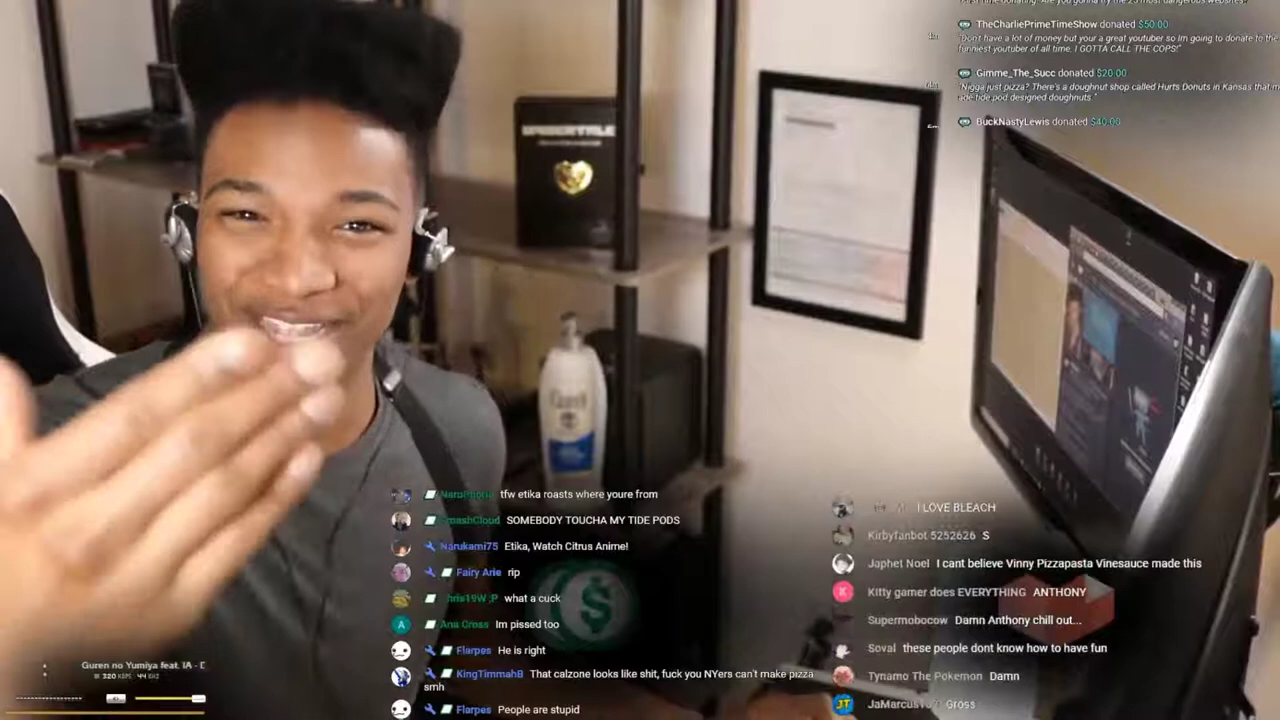 TheCharliePrimeTimeShow donated $50.00
"Don't have a lot of money but your a great youtuber so Im going to donate to the
funniest youtuber of all time. I GOTTA CALL THE COPS!"
Gimme_The_Succ donated $20.00
"Nigga just pizza? There's a doughnut shop called Hurts Donuts in Kansas that m
ade tide pod designed doughnuts."
BuckNastyLewis donated $40.00
UNDERTALE
tfw etika roasts where youre from
SmashCloud SOMEBODY TOUCHA MY TIDE PODS
Narukami75 Etika, Watch Citrus Anime!
Fairy Arie rip
what a cuck
Ana Cross Im pissed too
Flarpes He is right
KingTimmahB That calzone looks like shit, fuck you NYers can't make pizza
smh
Flarpes People are stupid
I LOVE BLEACH
Kirbyfanbot 5252626 S
Japhet Noel I cant believe Vinny Pizzapasta Vinesauce made this
Kitty gamer does EVERYTHING ANTHONY
Supermobocow Damn Anthony chill out...
Soval these people dont know how to have fun
Tynamo The Pokemon Damn
Gross
Guren no Yumiya feat. IA -
320
44